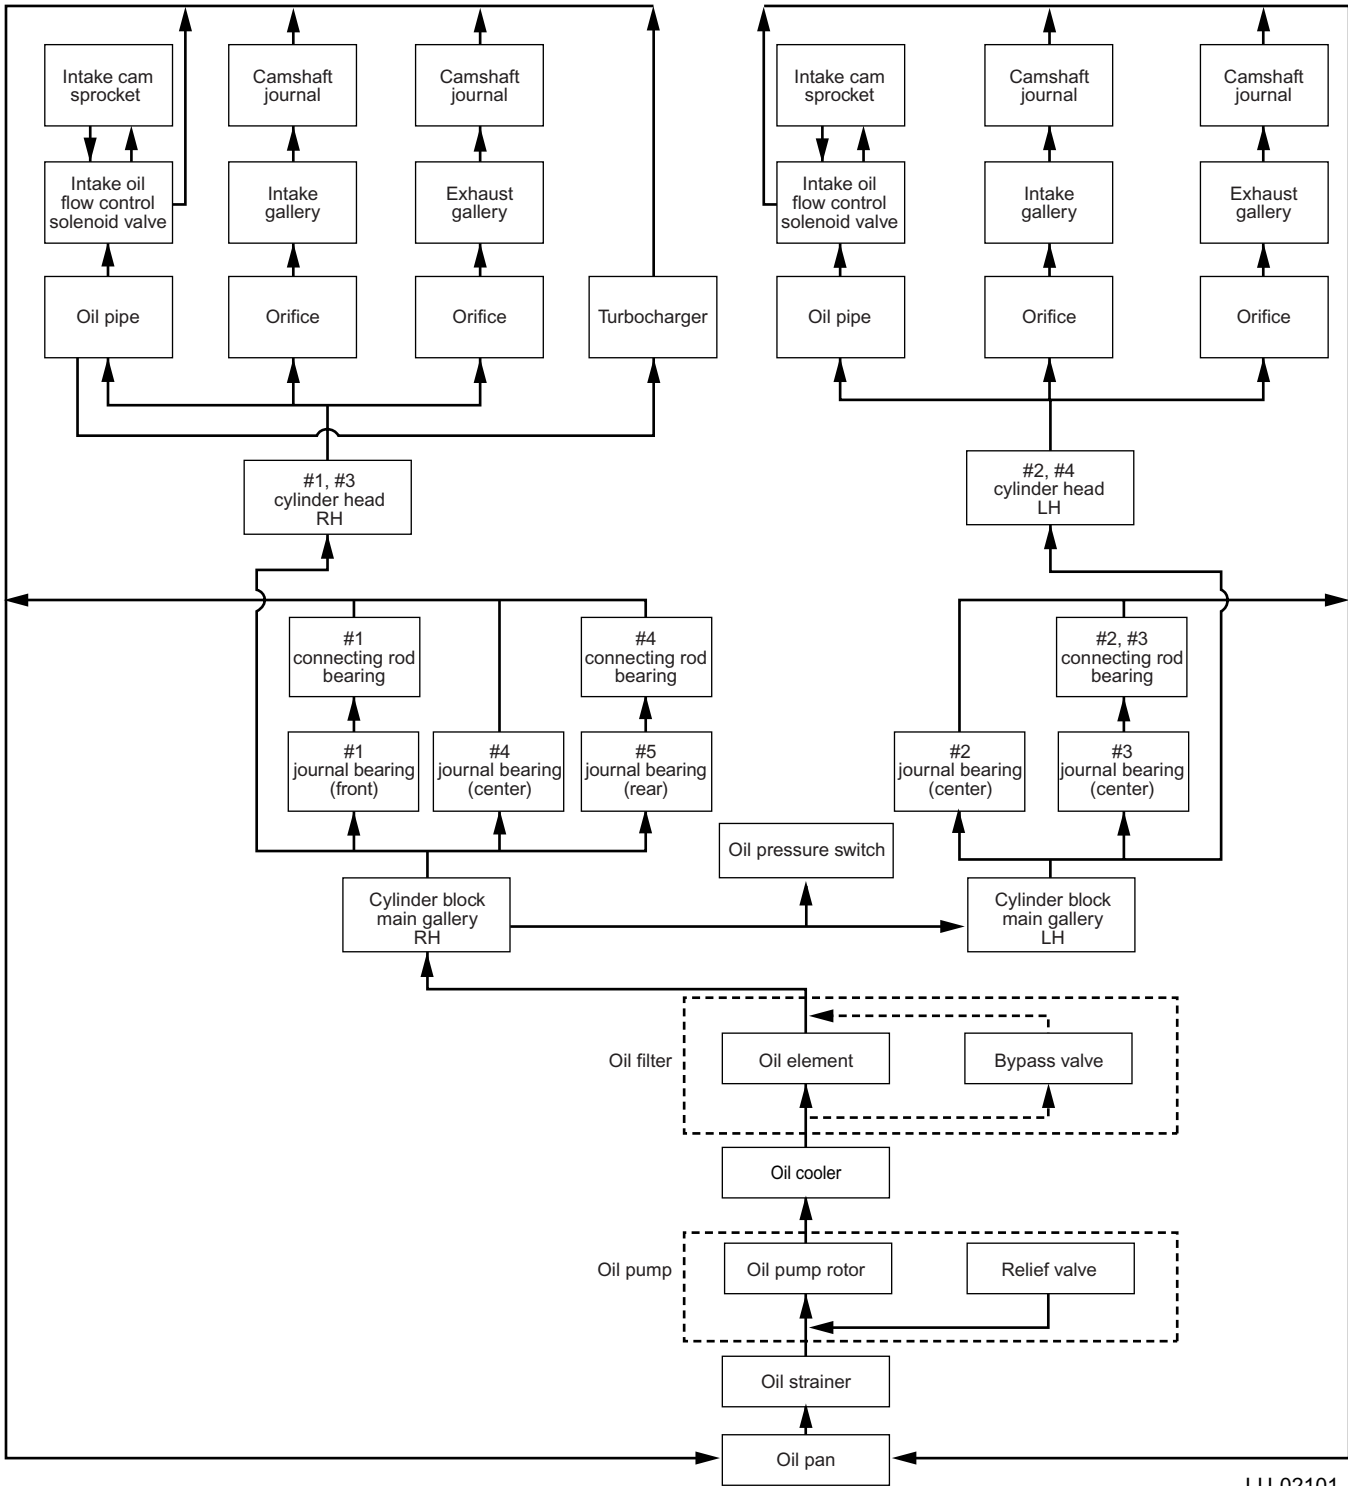 Intake cam
sprocket
Camshaft
journal
Camshaft
journal
Intake cam
sprocket
Camshaft
journal
Camshaft
journal
Intake oil
flow control
solenoid valve
Intake
gallery
Exhaust
gallery
Intake oil
flow control
solenoid valve
Intake
gallery
Exhaust
gallery
Oil pipe
Orifice
Orifice
Turbocharger
Oil pipe
Orifice
Orifice
#1, #3
cylinder head
RH
#2, #4
cylinder head
LH
#1
connecting rod
bearing
#4
connecting rod
bearing
#2, #3
connecting rod
bearing
#1
journal bearing
(front)
#4
journal bearing
(center)
#5
journal bearing
(rear)
#2
journal bearing
(center)
#3
journal bearing
(center)
Oil pressure switch
Cylinder block
main gallery
RH
Cylinder block
main gallery
LH
Oil filter
Oil element
Bypass valve
Oil cooler
Oil pump
Oil pump rotor
Relief valve
Oil strainer
Oil pan